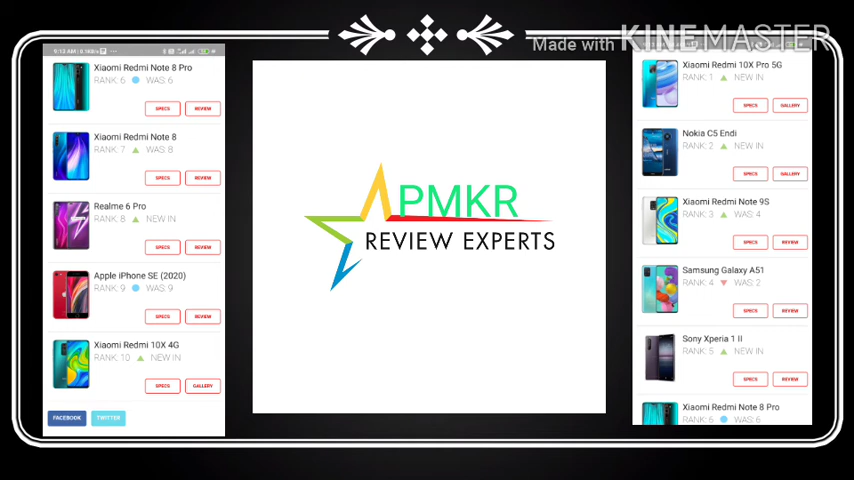 Made with KINEMASTER
9:13 AM | 0.1KB/s
Xiaomi Redmi Note 8 Pro
RANK: 6 WAS: 6
SPECS REVIEW
Xiaomi Redmi Note 8
RANK: 7 WAS: 8
SPECS REVIEW
Realme 6 Pro
RANK: 8 NEW IN
SPECS REVIEW
Apple iPhone SE (2020)
RANK: 9 WAS: 9
SPECS REVIEW
Xiaomi Redmi 10X 4G
RANK: 10 NEW IN
SPECS GALLERY
FACEBOOK TWITTER
APMKR
REVIEW EXPERTS
Xiaomi Redmi 10X Pro 5G
RANK: 1 NEW IN
SPECS GALLERY
Nokia C5 Endi
RANK: 2 NEW IN
SPECS GALLERY
Xiaomi Redmi Note 9S
RANK: 3 WAS: 4
SPECS REVIEW
Samsung Galaxy A51
RANK: 4 WAS: 2
SPECS REVIEW
Sony Xperia 1 II
RANK: 5 NEW IN
SPECS REVIEW
Xiaomi Redmi Note 8 Pro
RANK: 6 WAS: 6